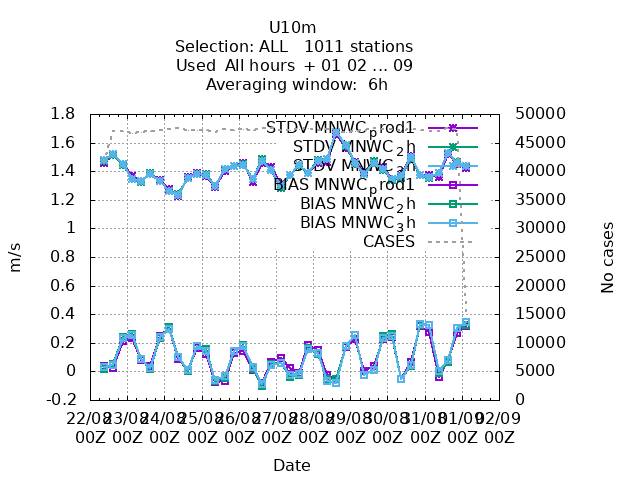 U10m
Selection: ALL   1011 stations
Used  All hours  + 01 02 ... 09
Averaging window:  6h
STDV MNWC_prod1
STDV MNWC_2h
STDV MNWC_3h
BIAS MNWC_prod1
BIAS MNWC_2h
BIAS MNWC_3h
CASES
m/s
1.8
1.6
1.4
1.2
1
0.8
0.6
0.4
0.2
0
-0.2
50000
45000
40000
35000
30000
25000
20000
15000
10000
5000
0
No cases
22/08 23/08 24/08 25/08 26/08 27/08 28/08 29/08 30/08 31/08 01/09 02/09
00Z 00Z 00Z 00Z 00Z 00Z 00Z 00Z 00Z 00Z 00Z 00Z
Date